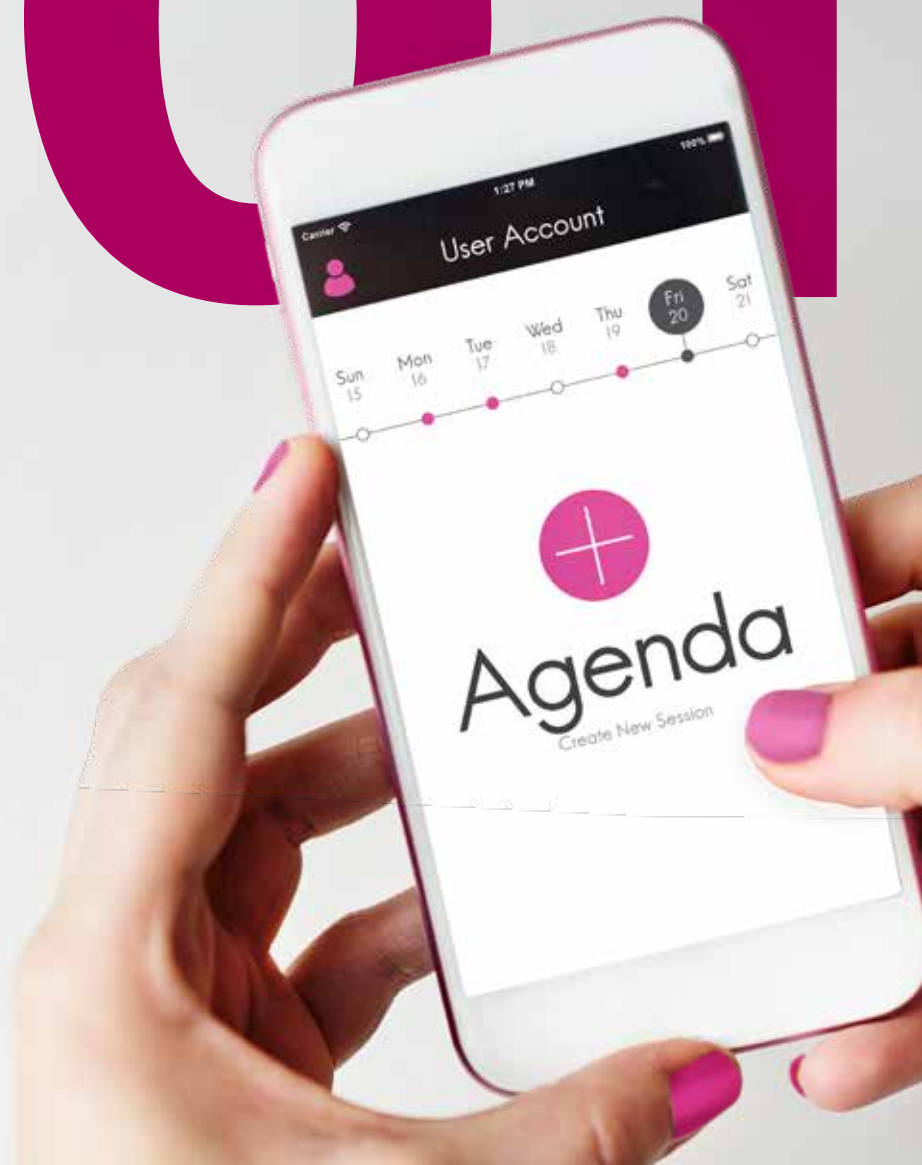 Carrier 1:27 PM 100%
User Account
Sun Mon Tue Wed Thu Fri Sat
15 16 17 18 19 20 21
Agenda
Create New Session